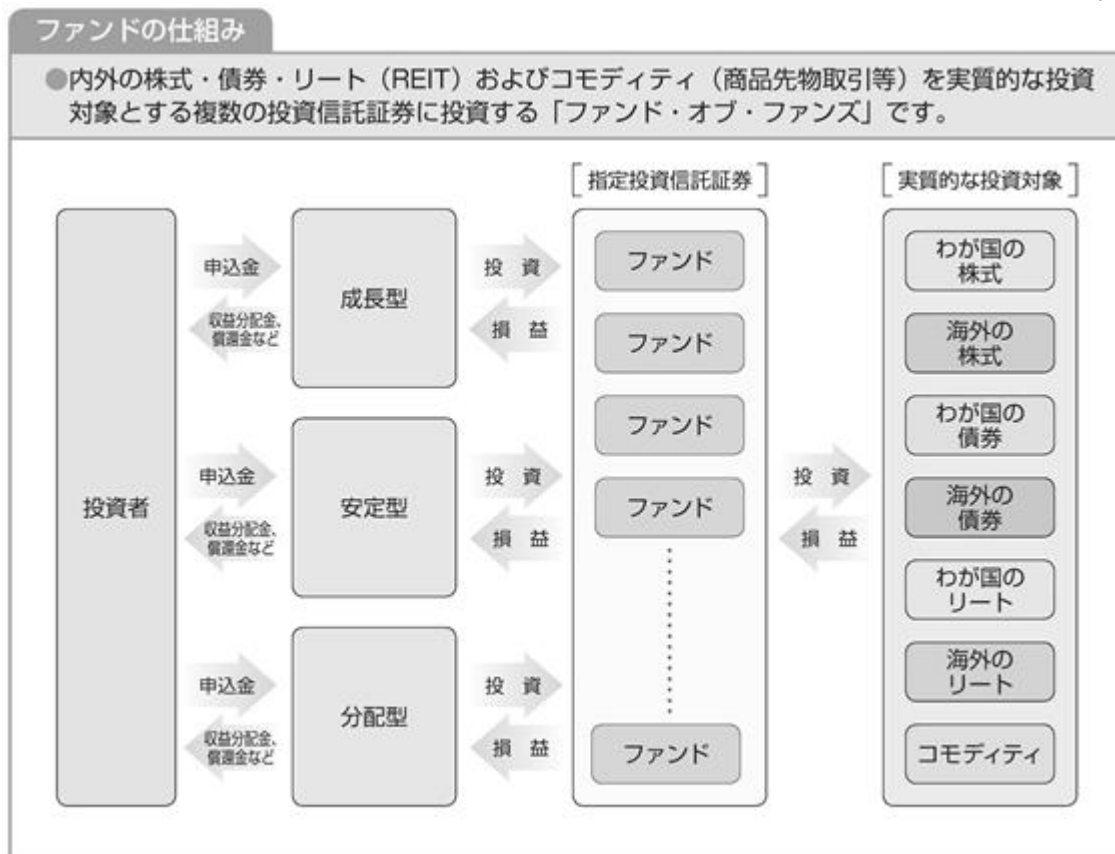 ファンドの仕組み
●内外の株式・債券・リート（REIT）およびコモディティ（商品先物取引等）を実質的な投資
対象とする複数の投資信託証券に投資する「ファンド・オブ・ファンズ」です。
［指定投資信託証券］
［実質的な投資対象］
投資者
申込金
収益分配金、
償還金など
成長型
投 資
損 益
申込金
収益分配金、
償還金など
安定型
投 資
損 益
申込金
収益分配金、
償還金など
分配型
投 資
損 益
ファンド
ファンド
ファンド
ファンド
ファンド
投 資
損 益
わが国の
株式
海外の
株式
わが国の
債券
海外の
債券
わが国の
リート
海外の
リート
コモディティ